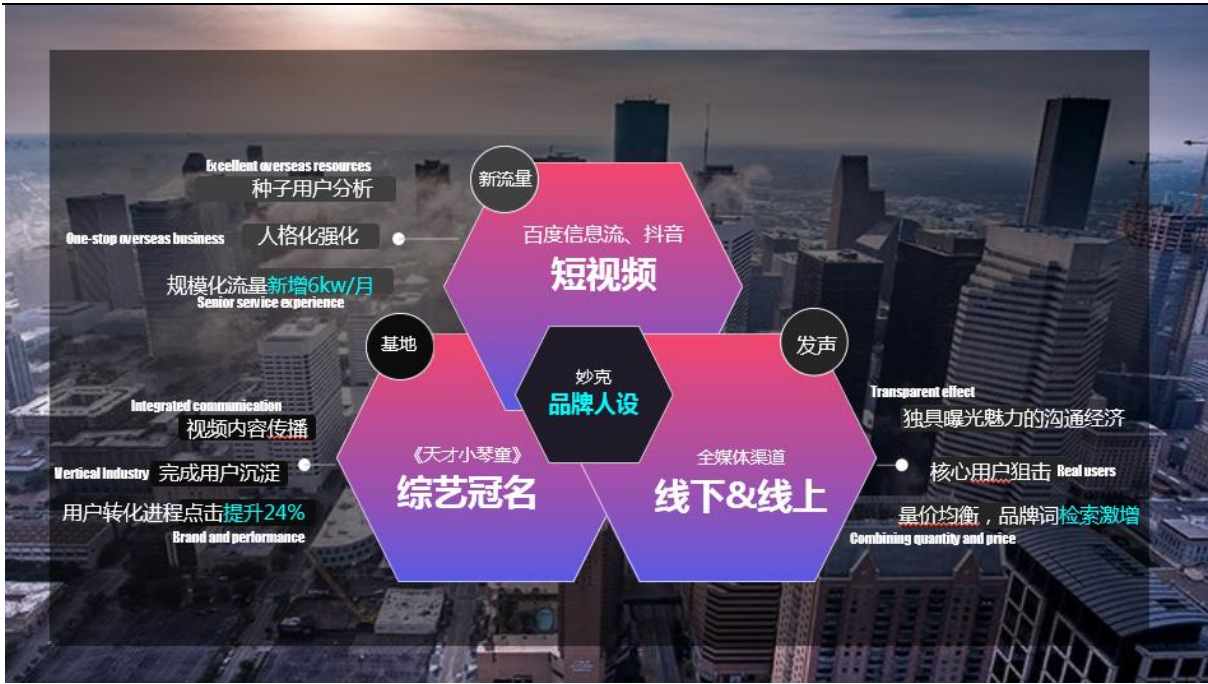 新流量
百度信息流、抖音
短视频
Excellent overseas resources
种子用户分析
One-stop overseas business
人格化强化
规模化流量新增6kw/月
Senior service experience
妙克
品牌人设
基地
《天才小琴童》
综艺冠名
Integrated communication
视频内容传播
Vertical Industry
完成用户沉淀
用户转化进程点击提升24%
Brand and performance
发声
全媒体渠道
线下&线上
Transparent effect
独具曝光魅力的沟通经济
核心用户狙击
Real users
量价均衡，品牌词检索激增
Combining quantity and price